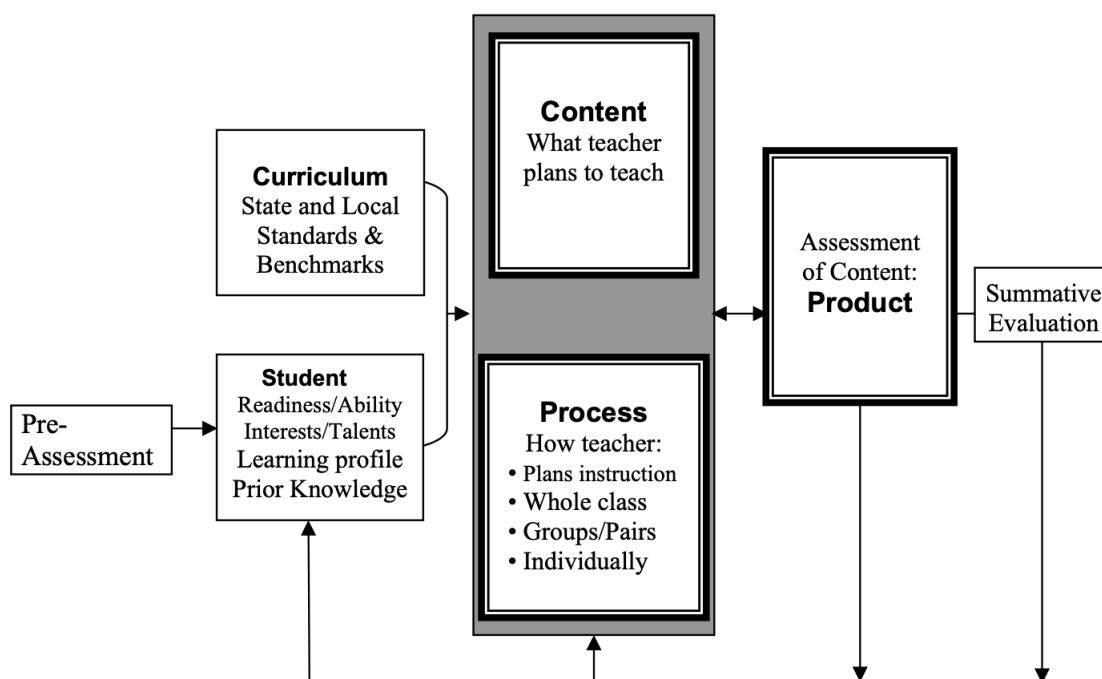 Content
What teacher
plans to teach
Curriculum
State and Local
Standards &
Benchmarks
Assessment
of Content:
Product
Summative
Evaluation
Student
Readiness/Ability
Interests/Talents
Learning profile
Prior Knowledge
Pre-
Assessment
Process
How teacher:
• Plans instruction
• Whole class
• Groups/Pairs
• Individually